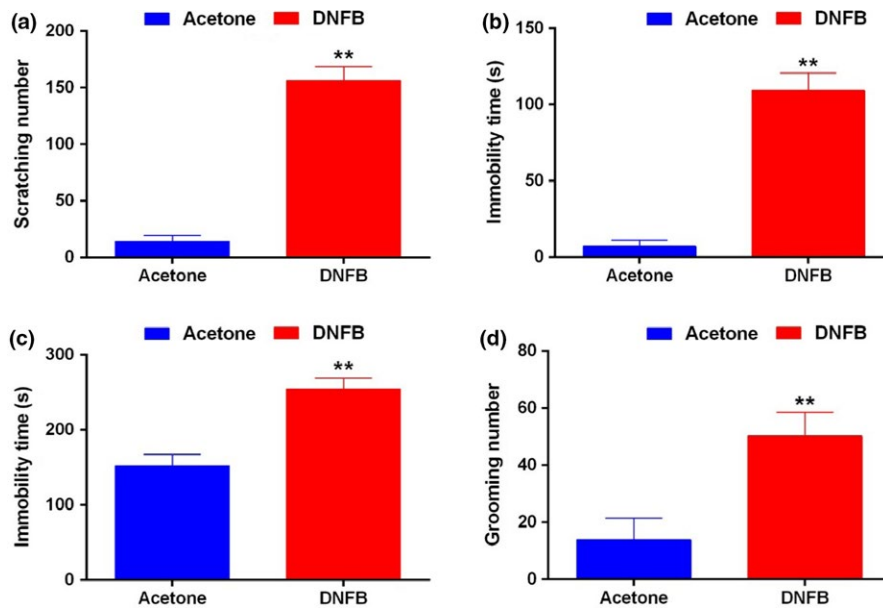 (a)
Acetone DNFB
Scratching number
200
150
100
50
0
**
Acetone DNFB
(b)
Acetone DNFB
Immobility time (s)
150
100
50
0
**
Acetone DNFB
(c)
Acetone DNFB
Immobility time (s)
300
200
100
0
**
Acetone DNFB
(d)
Acetone DNFB
Grooming number
80
60
40
20
0
**
Acetone DNFB